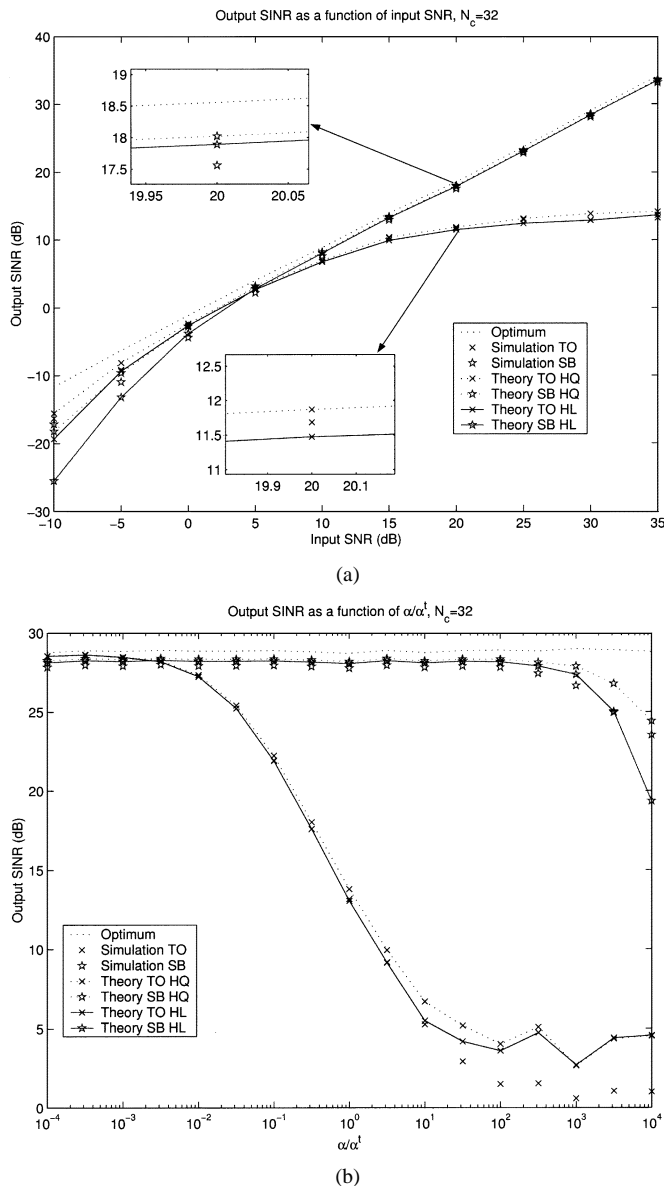 Output SINR as a function of input SNR, N_c=32
40
30
20
10
0
−10
−20
−30
Output SINR (dB)
19
18.5
18
17.5
19.95 20 20.05
12.5
12
11.5
11
19.9 20 20.1
Optimum
Simulation TO
Simulation SB
Theory TO HQ
Theory SB HQ
Theory TO HL
Theory SB HL
−10 −5 0 5 10 15 20 25 30 35
Input SNR (dB)
(a)
Output SINR as a function of α/α^t, N_c=32
30
25
20
15
10
5
0
Output SINR (dB)
Optimum
Simulation TO
Simulation SB
Theory TO HQ
Theory SB HQ
Theory TO HL
Theory SB HL
10^−4 10^−3 10^−2 10^−1 10^0 10^1 10^2 10^3 10^4
α/α^t
(b)